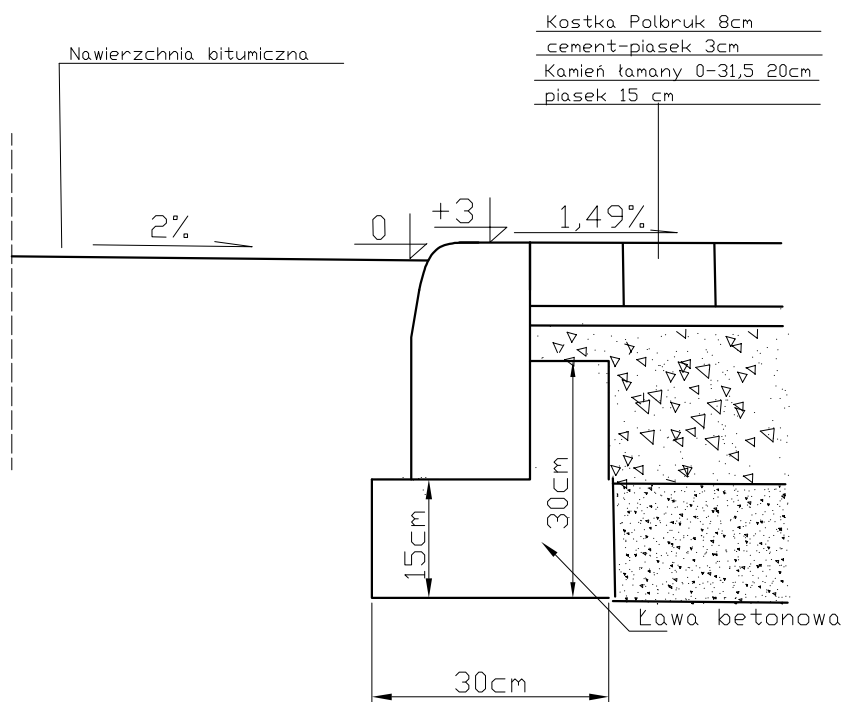 Kostka Polbruk 8cm
cement-piasek 3cm
Kamień łamany 0-31,5 20cm
piasek 15 cm
Nawierzchnia bitumiczna
2%
0
+3
1,49%
30cm
15cm
Ława betonowa
30cm